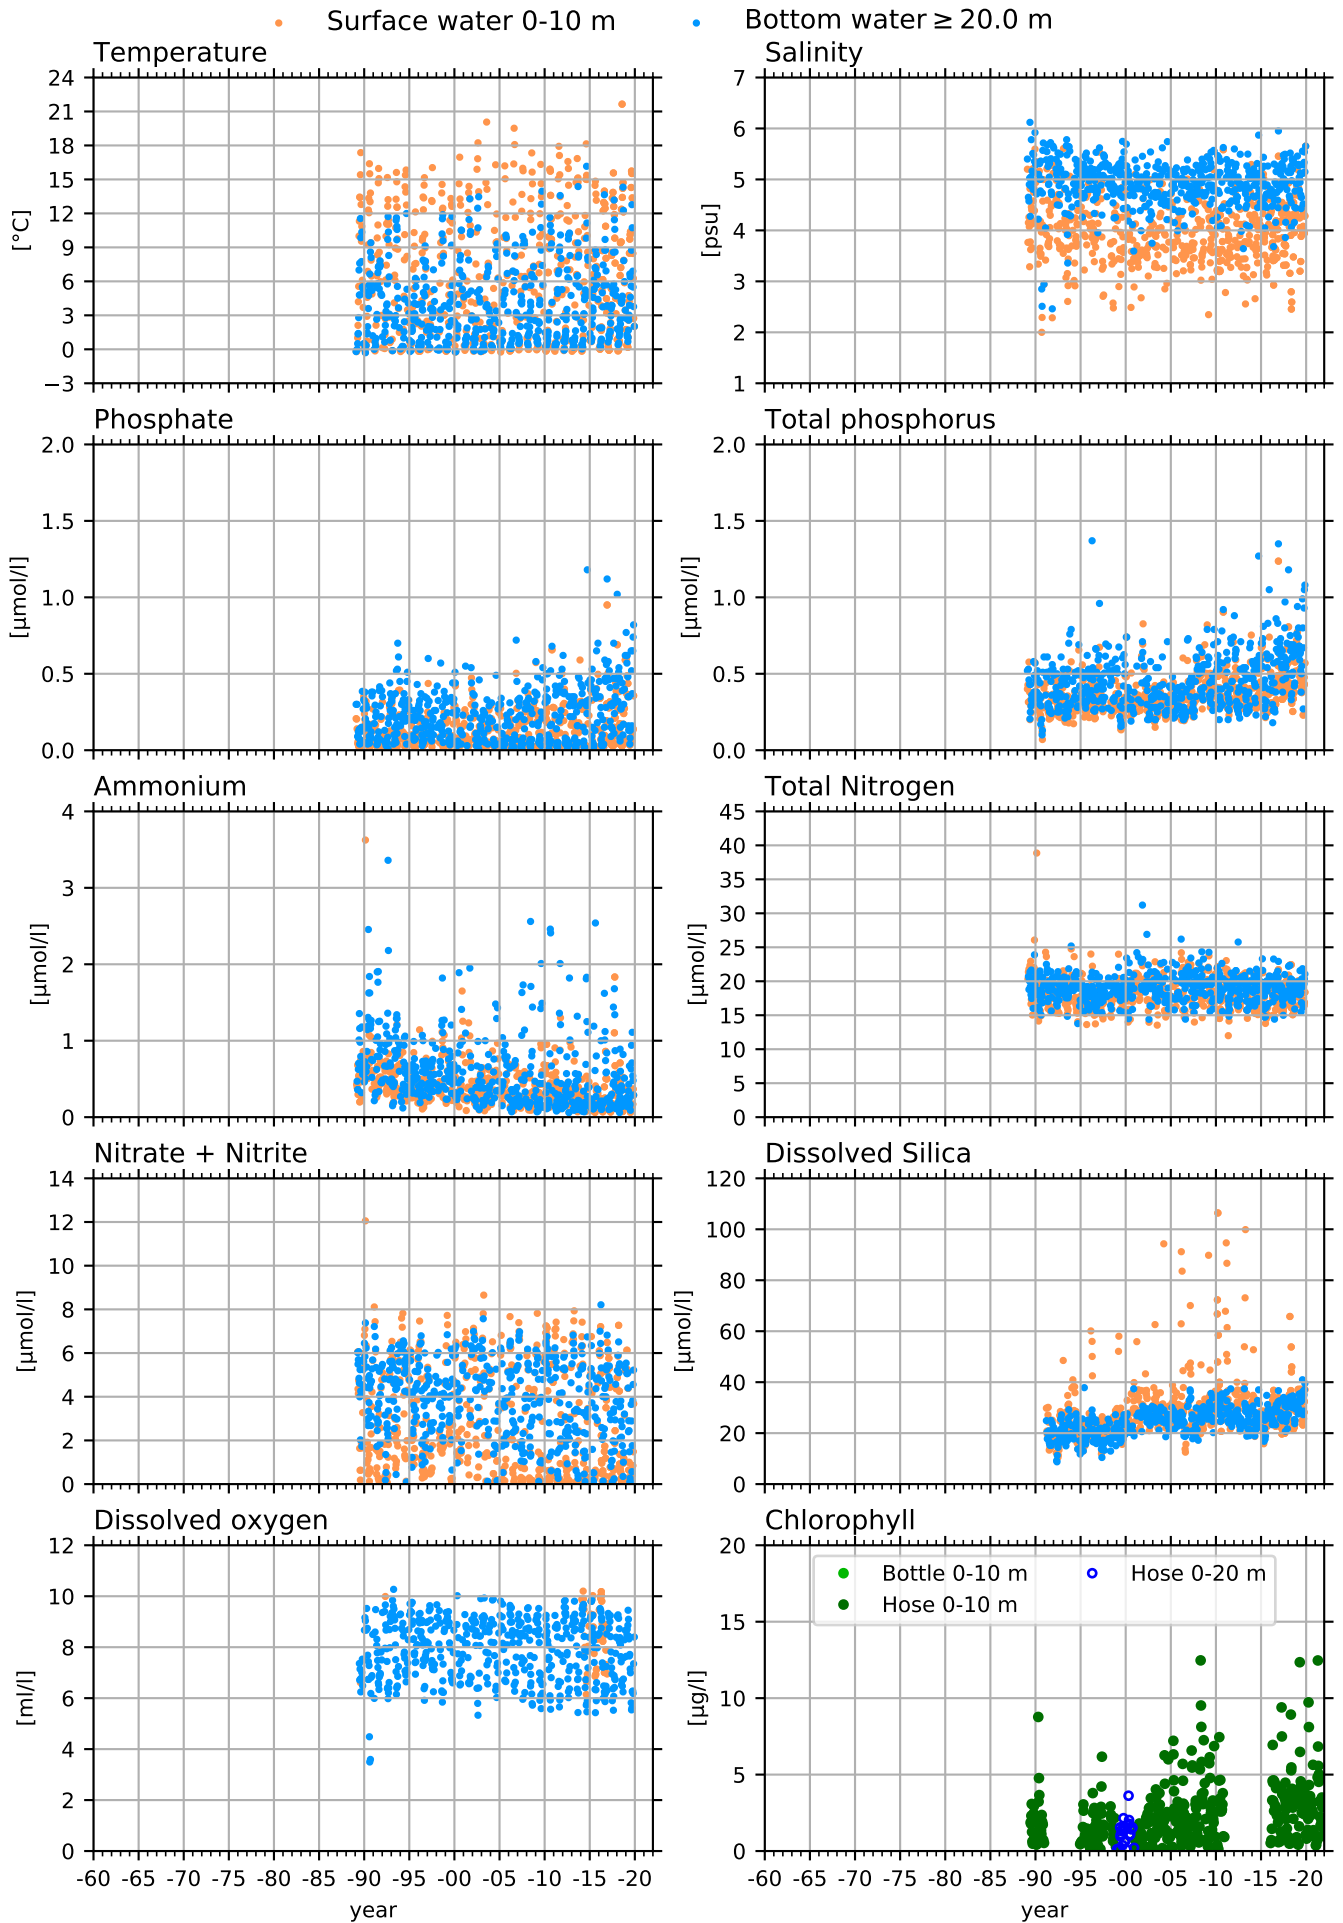 Surface water 0-10 m
Bottom water ≥ 20.0 m
Temperature
Salinity
24
21
18
15
12
9
6
3
0
−3
[°C]
7
6
5
4
3
2
1
[psu]
Phosphate
Total phosphorus
2.0
1.5
1.0
0.5
0.0
[µmol/l]
2.0
1.5
1.0
0.5
0.0
[µmol/l]
Ammonium
Total Nitrogen
4
3
2
1
0
[µmol/l]
45
40
35
30
25
20
15
10
5
0
[µmol/l]
Nitrate + Nitrite
Dissolved Silica
14
12
10
8
6
4
2
0
[µmol/l]
120
100
80
60
40
20
0
[µmol/l]
Dissolved oxygen
Chlorophyll
12
10
8
6
4
2
0
[ml/l]
20
15
10
5
0
[µg/l]
Bottle 0-10 m
Hose 0-20 m
Hose 0-10 m
-60 -65 -70 -75 -80 -85 -90 -95 -00 -05 -10 -15 -20
year
-60 -65 -70 -75 -80 -85 -90 -95 -00 -05 -10 -15 -20
year